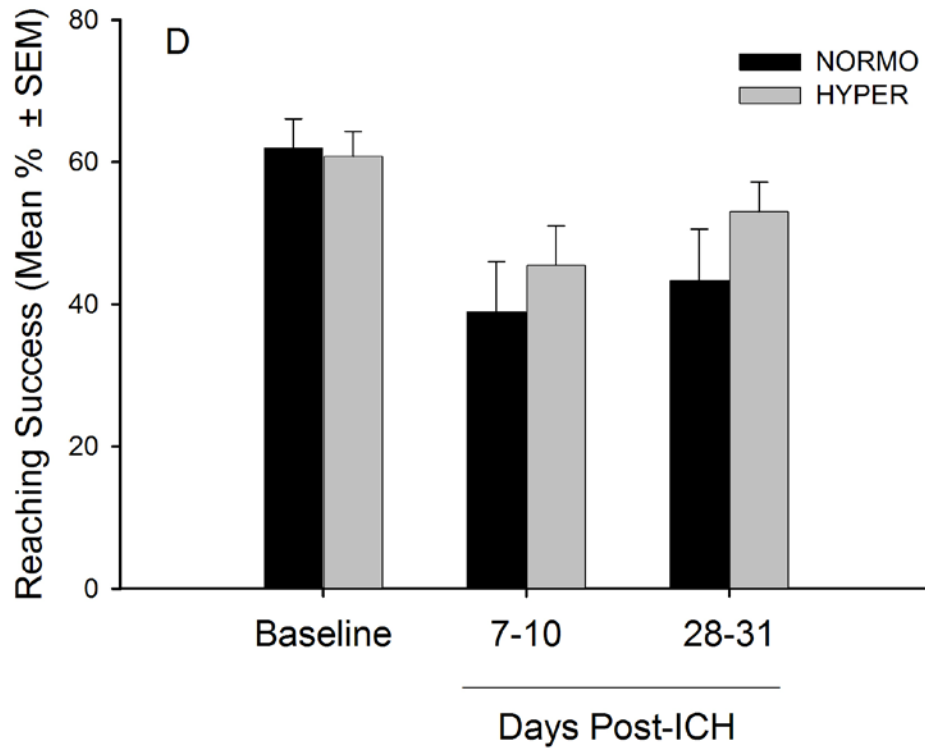 D
NORMO
HYPER
Reaching Success (Mean % ± SEM)
80
60
40
20
0
Baseline 7-10 28-31
Days Post-ICH